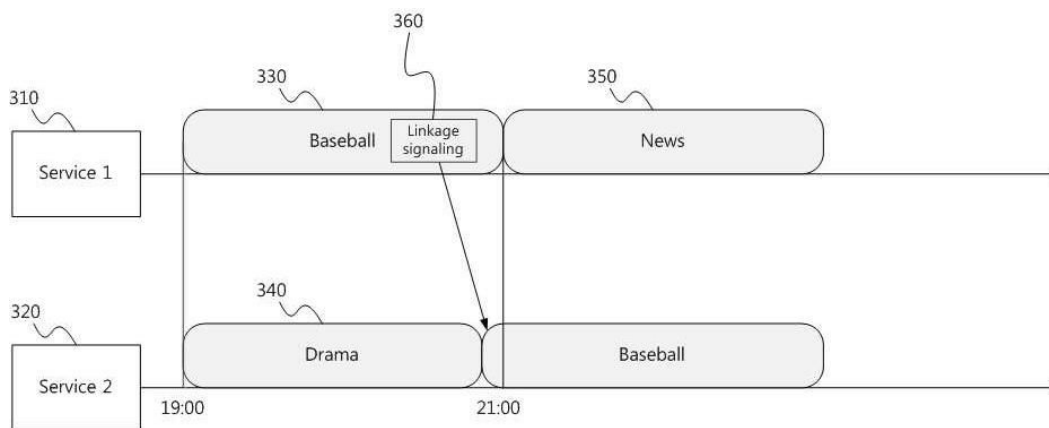 360
330
350
310
Baseball
Linkage
signaling
News
Service 1
340
320
Drama
Baseball
Service 2
19:00
21:00